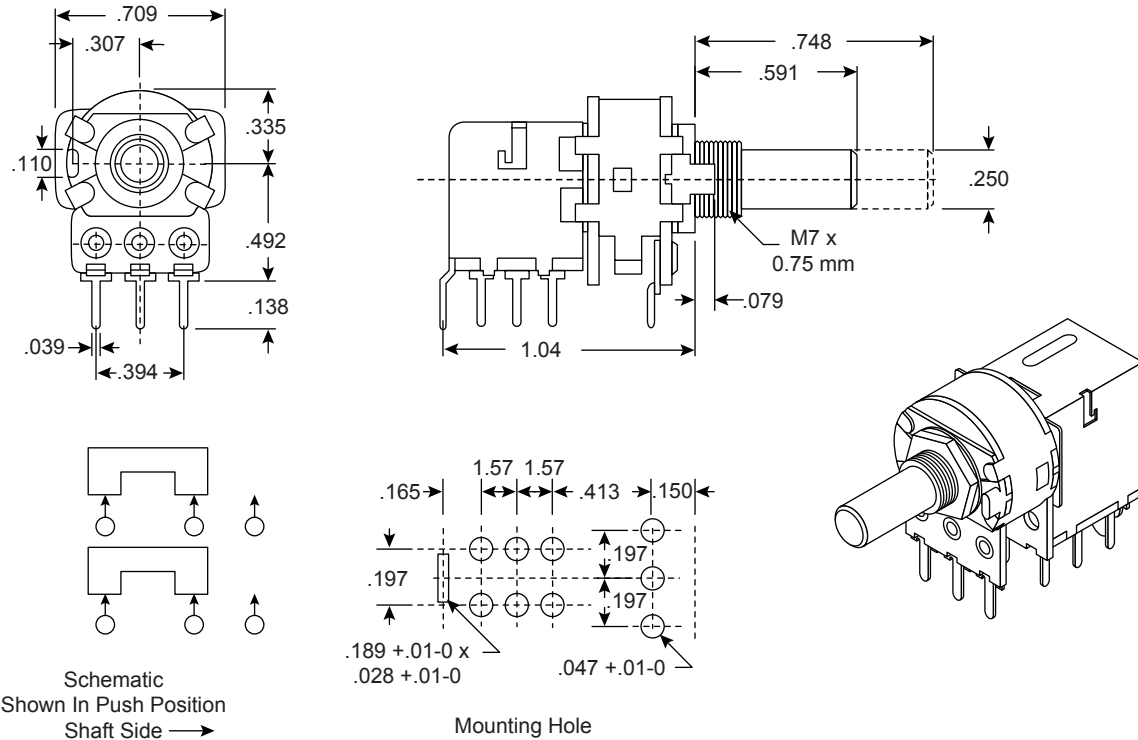 .709
.307
.335
.110
.492
.138
.039
.394
.748
.591
.250
M7 x
0.75 mm
.079
1.04
1.57 1.57
.165 .413 .150
.197
.197
.197
.189 +.01-0 x
.028 +.01-0
.047 +.01-0
Schematic
Shown In Push Position
Shaft Side
Mounting Hole